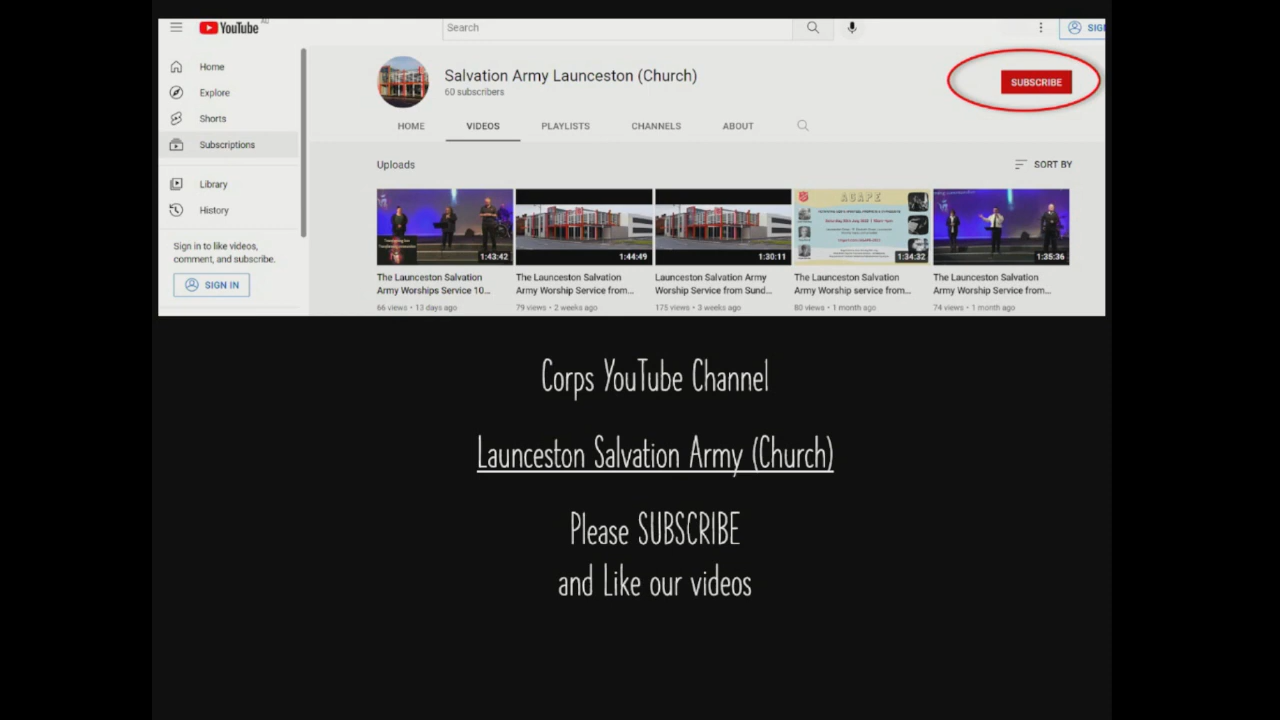 YouTube AU
Search
SIG
Home
Explore
Shorts
Subscriptions
Library
History
Sign in to like videos,
comment, and subscribe.
SIGN IN
Salvation Army Launceston (Church)
60 subscribers
SUBSCRIBE
HOME VIDEOS PLAYLISTS CHANNELS ABOUT
Uploads
SORT BY
1:43:42
1:44:49
1:30:11
AGAPE
1:34:32
1:35:36
The Launceston Salvation
Army Worships Service 10...
66 views • 13 days ago
The Launceston Salvation
Army Worship Service from...
79 views • 2 weeks ago
Launceston Salvation Army
Worship Service from Sund...
175 views • 3 weeks ago
The Launceston Salvation
Army Worship service from...
80 views • 1 month ago
The Launceston Salvation
Army Worship Service from...
74 views • 1 month ago
Corps YouTube Channel
Launceston Salvation Army (Church)
Please SUBSCRIBE
and Like our videos